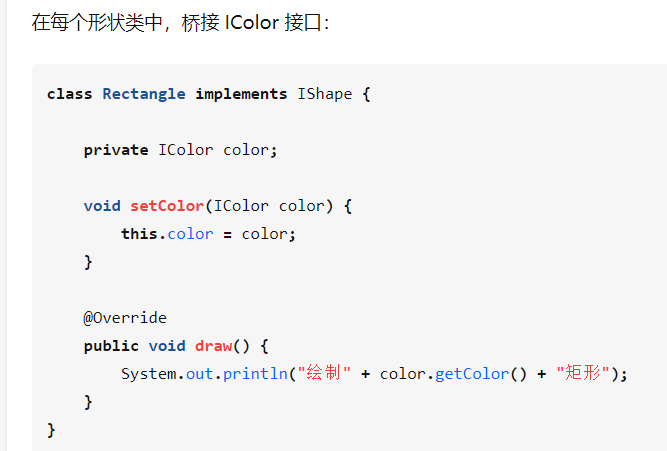 在每个形状类中，桥接 IColor 接口：
class Rectangle implements IShape {
    private IColor color;
    void setColor(IColor color) {
        this.color = color;
    }
    @Override
    public void draw() {
        System.out.println("绘制" + color.getColor() + "矩形");
    }
}